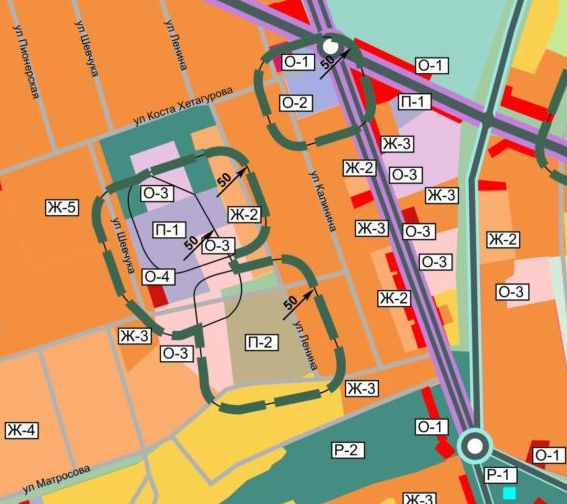 ул Пионерская
ул Шевчука
ул Ленина
О-1
50
О-1
О-2
П-1
ул Коста Хетагурова
Ж-3
Ж-2
О-3
50
О-3
Ж-3
Ж-5
ул Калинина
Ж-2
П-1
Ж-3
О-3
ул Шевчука
50
О-3
Ж-2
О-3
О-4
О-3
Ж-2
50
Ж-3
П-2
ул Ленина
О-3
Ж-3
Ж-4
О-1
Р-2
О-1
ул Матросова
Р-1
Ж-3